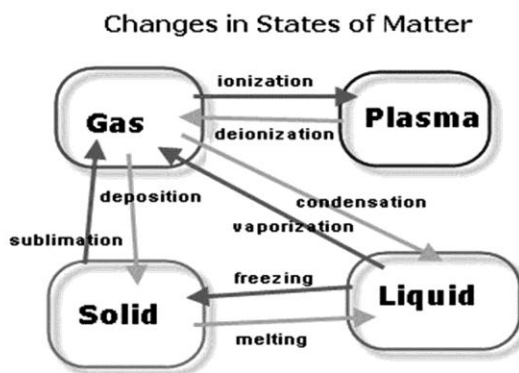 Changes in States of Matter
ionization
Gas
Plasma
deionization
deposition
condensation
vaporization
sublimation
freezing
Liquid
Solid
melting